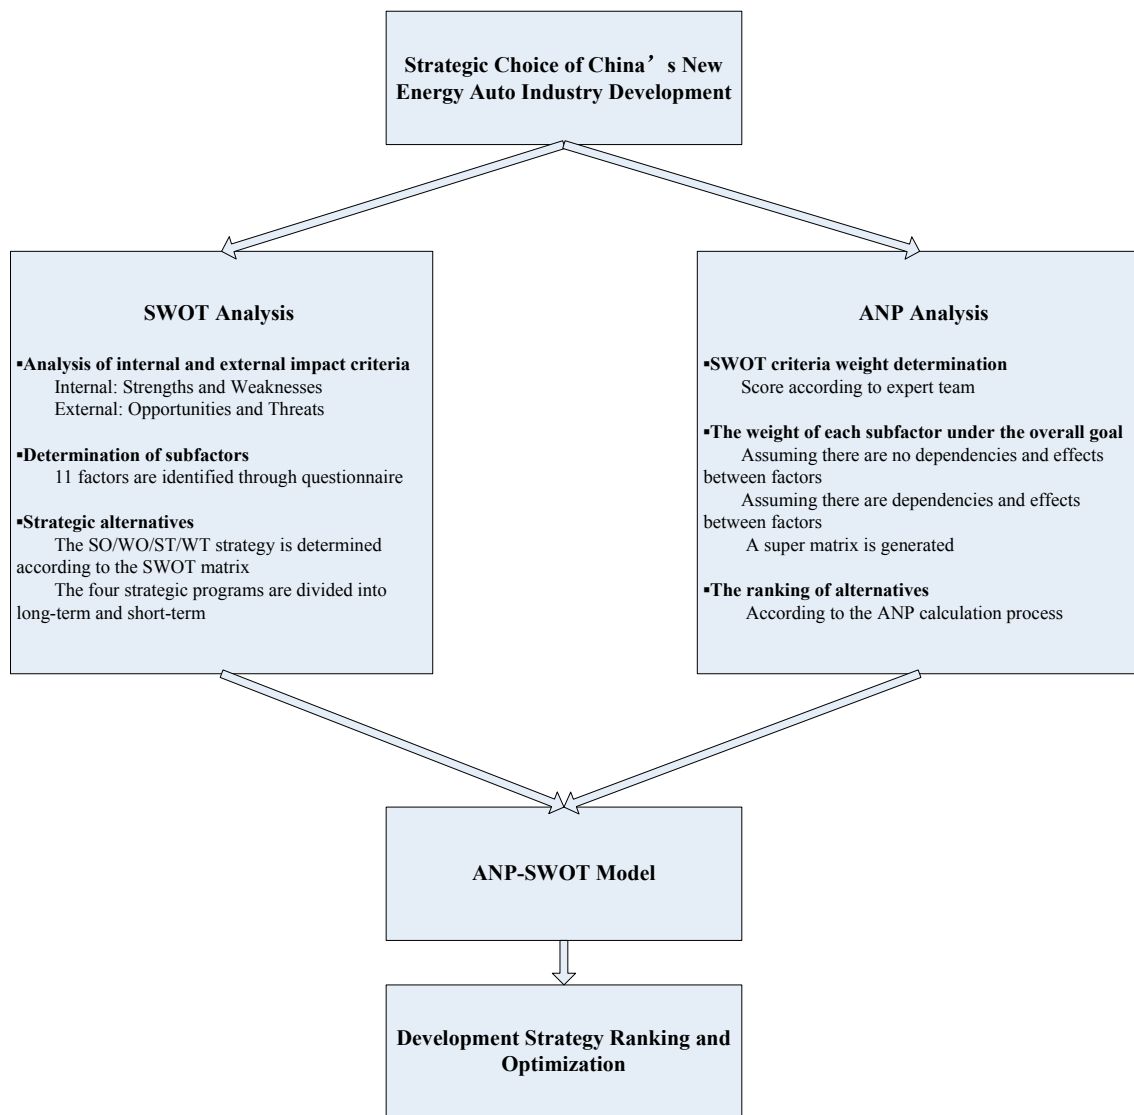 Strategic Choice of China’s New
Energy Auto Industry Development
SWOT Analysis
▪Analysis of internal and external impact criteria
Internal: Strengths and Weaknesses
External: Opportunities and Threats
▪Determination of subfactors
11 factors are identified through questionnaire
▪Strategic alternatives
The SO/WO/ST/WT strategy is determined
according to the SWOT matrix
The four strategic programs are divided into
long-term and short-term
ANP Analysis
▪SWOT criteria weight determination
Score according to expert team
▪The weight of each subfactor under the overall goal
Assuming there are no dependencies and effects
between factors
Assuming there are dependencies and effects
between factors
A super matrix is generated
▪The ranking of alternatives
According to the ANP calculation process
ANP-SWOT Model
Development Strategy Ranking and
Optimization